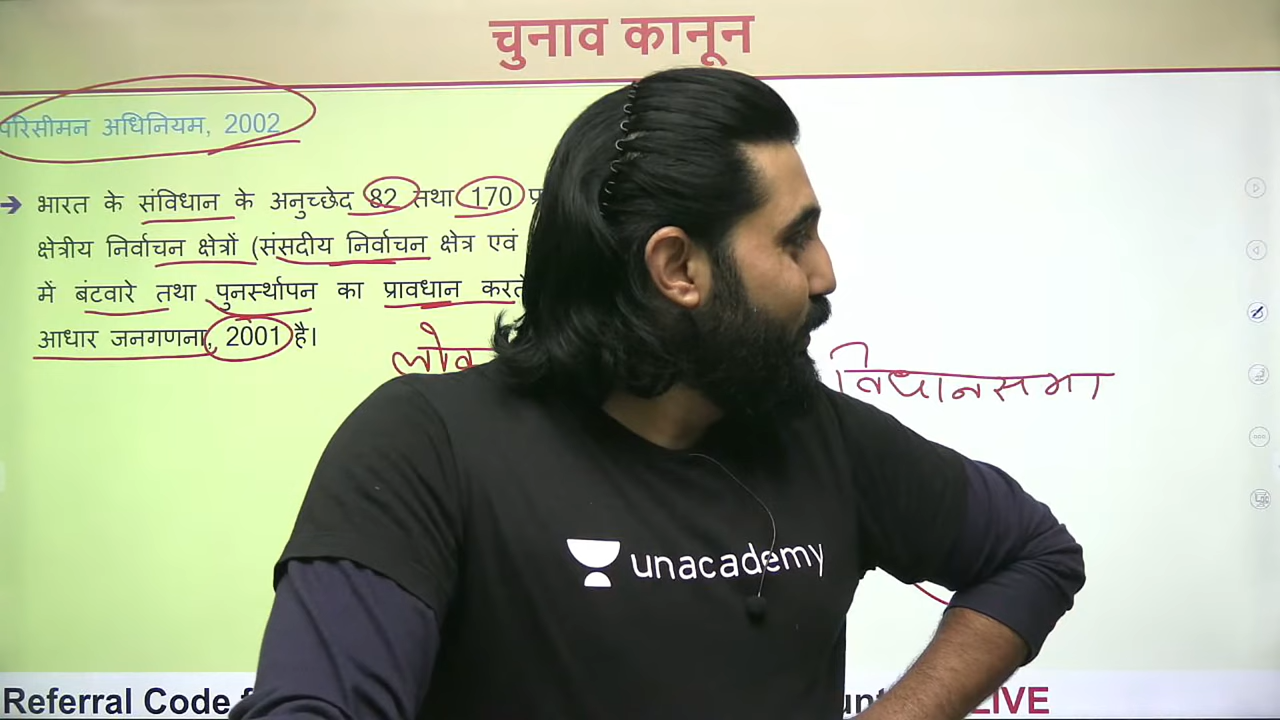 चुनाव कानून
परिसीमन अधिनियम, 2002
भारत के संविधान के अनुच्छेद 82 तथा 170
क्षेत्रीय निर्वाचन क्षेत्रों (संसदीय निर्वाचन क्षेत्र एवं
में बंटवारे तथा पुनर्स्थापन का प्रावधान करते
आधार जनगणना, 2001 है।
विधानसभा
unacademy
Referral Code
LIVE